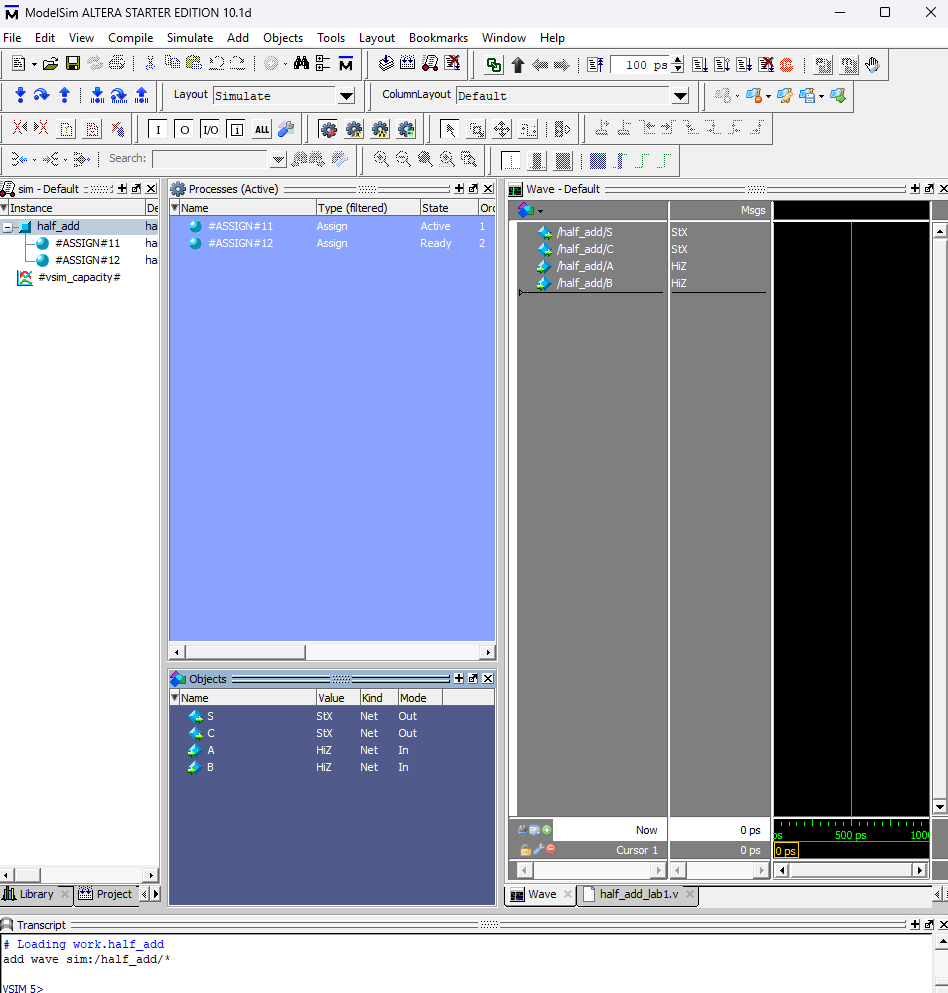 ModelSim ALTERA STARTER EDITION 10.1d
File Edit View Compile Simulate Add Objects Tools Layout Bookmarks Window Help
100 ps
Layout Simulate ColumnLayout Default
I O I/O i ALL
Search:
sim - Default
Instance De
half_add ha
#ASSIGN#11 ha
#ASSIGN#12 ha
#vsim_capacity#
Library Project
Processes (Active)
Name Type (filtered) State Orc
#ASSIGN#11 Assign Active 1
#ASSIGN#12 Assign Ready 2
Objects
Name Value Kind Mode
S StX Net Out
C StX Net Out
A HiZ Net In
B HiZ Net In
Wave - Default
Msgs
/half_add/S StX
/half_add/C StX
/half_add/A HiZ
/half_add/B HiZ
Now 0 ps ps 500 ps 1000
Cursor 1 0 ps 0 ps
Wave half_add_lab1.v
Transcript
# Loading work.half_add
add wave sim:/half_add/*
VSIM 5>